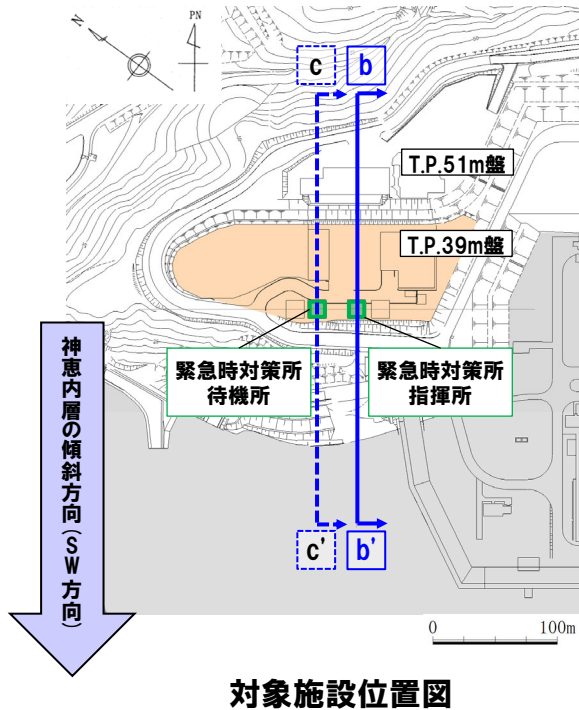 N
PN
c
b
T.P.51m盤
T.P.39m盤
緊急時対策所
待機所
緊急時対策所
指揮所
神恵内層の傾斜方向(SW方向)
c'
b'
0
100m
対象施設位置図